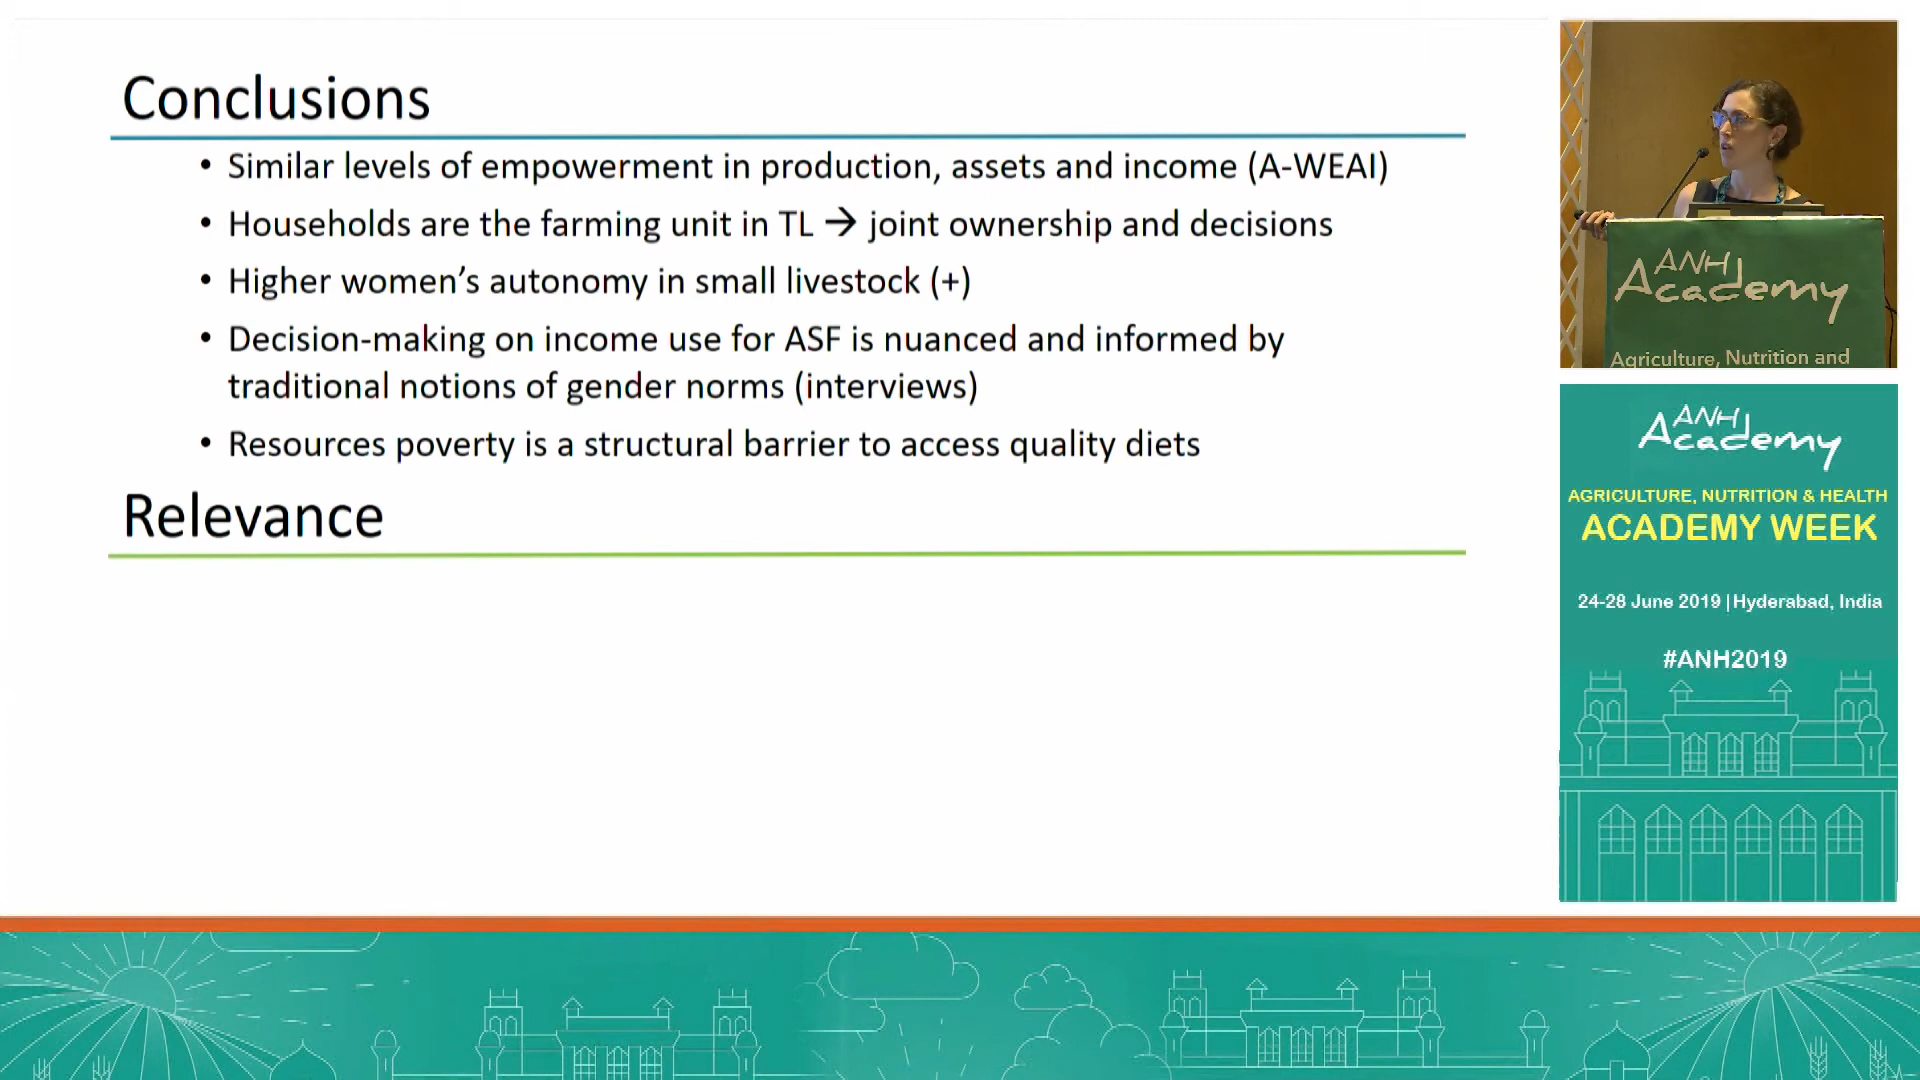 Conclusions
• Similar levels of empowerment in production, assets and income (A-WEAI)
• Households are the farming unit in TL → joint ownership and decisions
• Higher women’s autonomy in small livestock (+)
• Decision-making on income use for ASF is nuanced and informed by
traditional notions of gender norms (interviews)
• Resources poverty is a structural barrier to access quality diets
Relevance
ANH
Academy
Agriculture, Nutrition and
ANH
Academy
AGRICULTURE, NUTRITION & HEALTH
ACADEMY WEEK
24-28 June 2019 | Hyderabad, India
#ANH2019